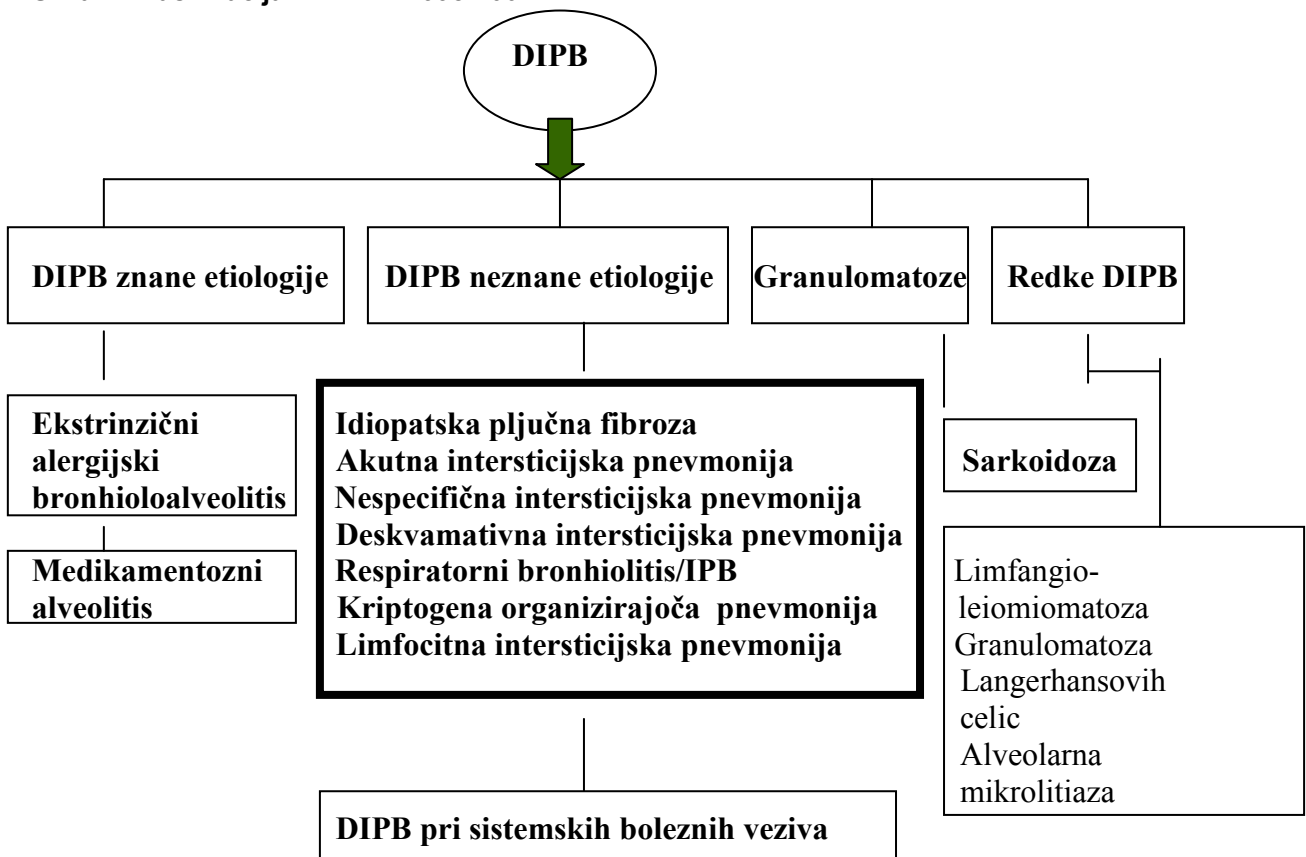 DIPB
DIPB znane etiologije
DIPB neznane etiologije
Granulomatoze
Redke DIPB
Ekstrinzični
alergijski
bronhioloalveolitis
Medikamentozni
alveolitis
Idiopatska pljučna fibroza
Akutna intersticijska pnevmonija
Nespecifična intersticijska pnevmonija
Deskvamativna intersticijska pnevmonija
Respiratorni bronhiolitis/IPB
Kriptogena organizirajoča pnevmonija
Limfocitna intersticijska pnevmonija
Sarkoidoza
Limfangio-
leiomiomatoza
Granulomatoza
Langerhansovih
celic
Alveolarna
mikrolitiaza
DIPB pri sistemskih boleznih veziva